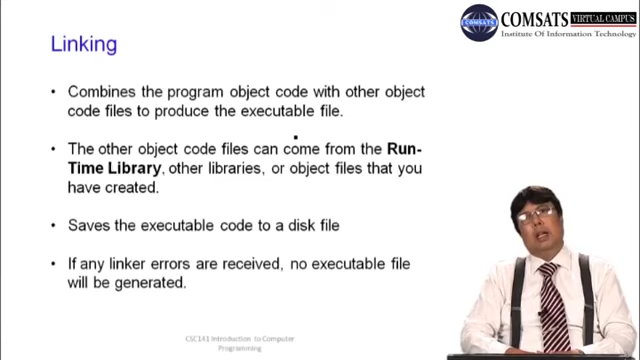 COMSATS VIRTUAL CAMPUS
Institute Of Information Technology
Linking
• Combines the program object code with other object
code files to produce the executable file.
• The other object code files can come from the Run-
Time Library, other libraries, or object files that you
have created.
• Saves the executable code to a disk file
• If any linker errors are received, no executable file
will be generated.
CSC141 Introduction to Computer
Programming